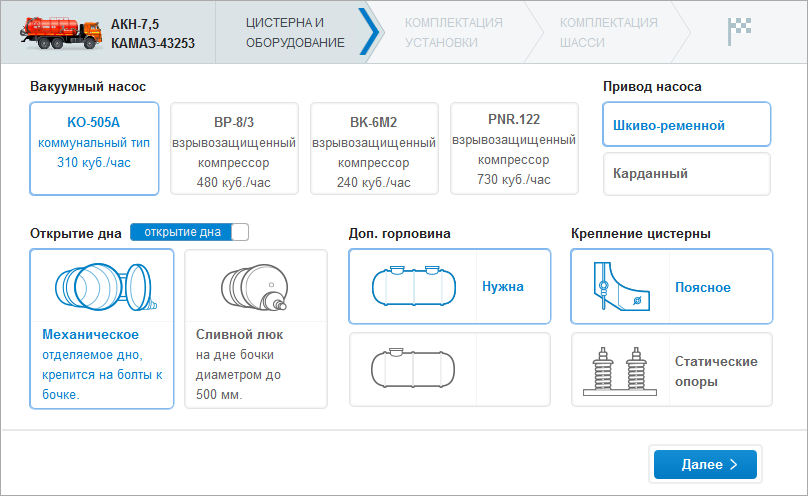 АКН-7,5
КАМАЗ-43253
ЦИСТЕРНА И
ОБОРУДОВАНИЕ
КОМПЛЕКТАЦИЯ
УСТАНОВКИ
КОМПЛЕКТАЦИЯ
ШАССИ
Вакуумный насос
КО-505А
коммунальный тип
310 куб./час
ВР-8/3
взрывозащищенный
компрессор
480 куб./час
ВК-6М2
взрывозащищенный
компрессор
240 куб./час
PNR.122
взрывозащищенный
компрессор
730 куб./час
Привод насоса
Шкиво-ременной
Карданный
Открытие дна
открытие дна
Механическое
отделяемое дно,
крепится на болты к
бочке.
Сливной люк
на дне бочки
диаметром до
500 мм.
Доп. горловина
Нужна
Крепление цистерны
Поясное
Статические
опоры
Далее